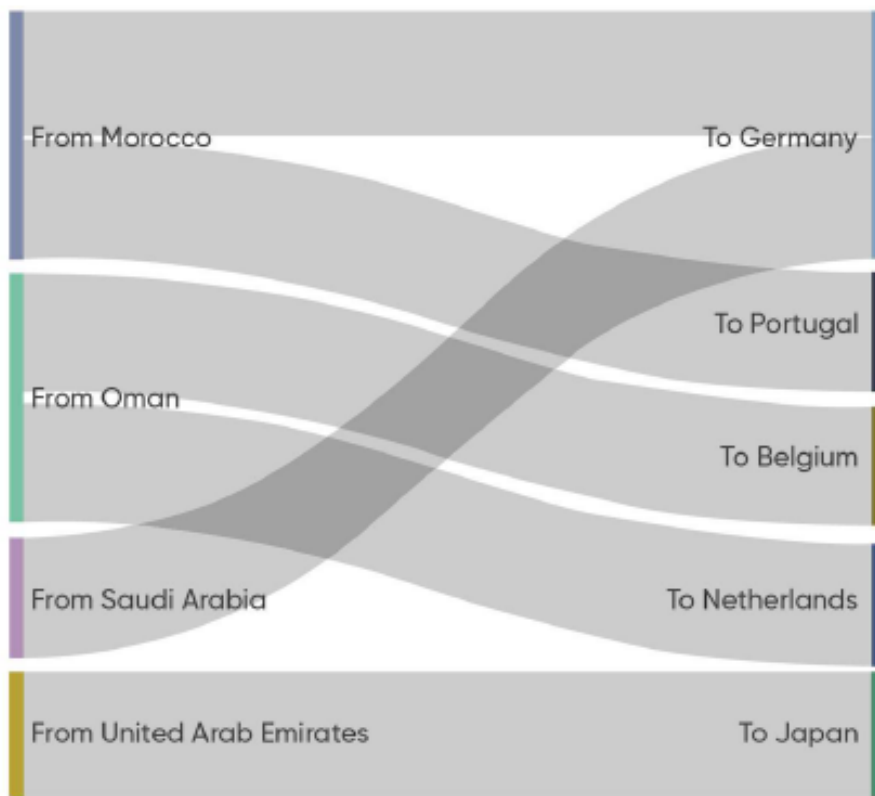 From Morocco
To Germany
To Portugal
From Oman
To Belgium
From Saudi Arabia
To Netherlands
From United Arab Emirates
To Japan